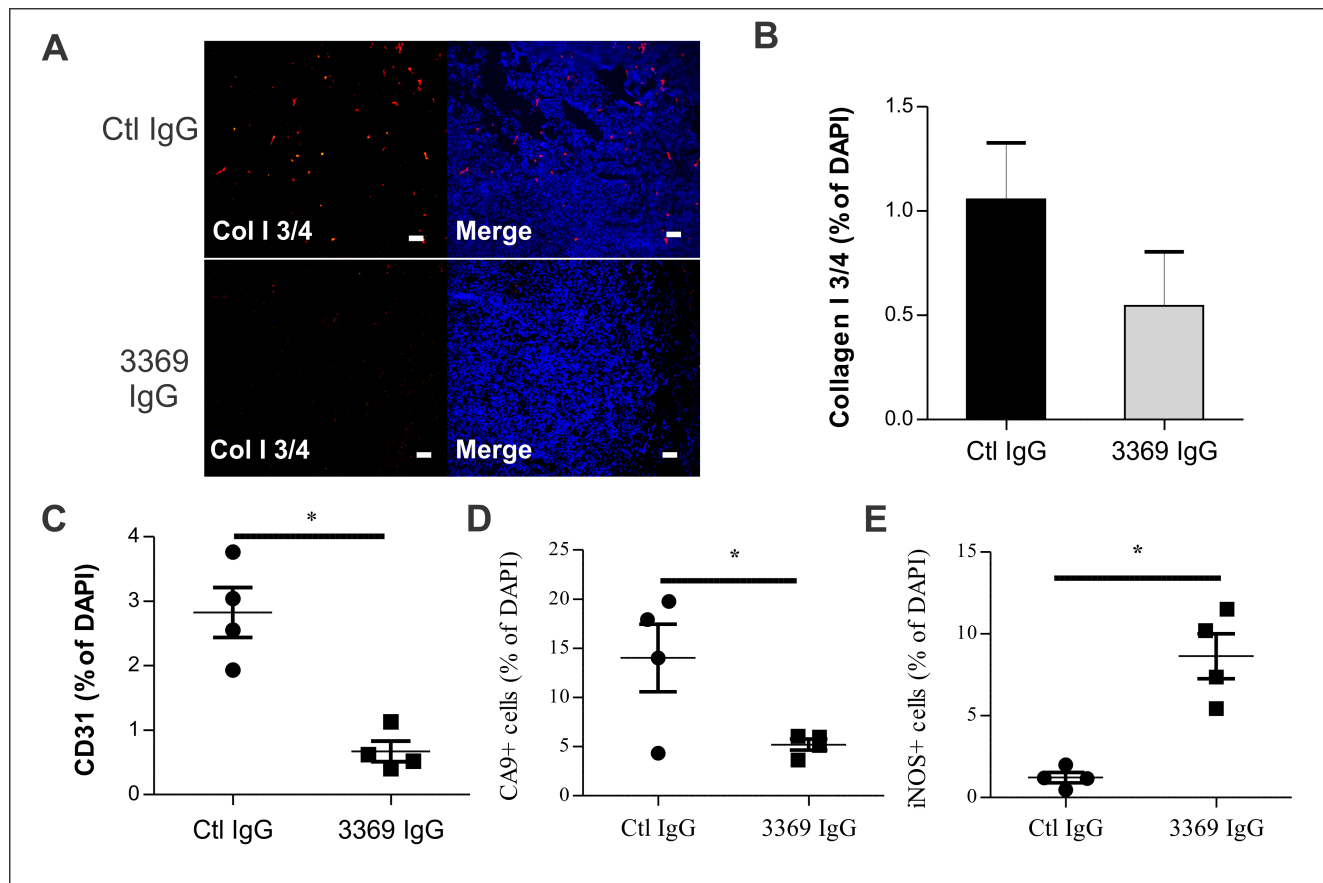 A
Ctl IgG
Col I 3/4
Merge
3369
IgG
Col I 3/4
Merge
B
Collagen I 3/4 (% of DAPI)
1.5
1.0
0.5
0.0
Ctl IgG
3369 IgG
C
CD31 (% of DAPI)
4
3
2
1
0
*
Ctl IgG
3369 IgG
D
CA9+ cells (% of DAPI)
25
20
15
10
5
0
*
Ctl IgG
3369 IgG
E
iNOS+ cells (% of DAPI)
15
10
5
0
*
Ctl IgG
3369 IgG